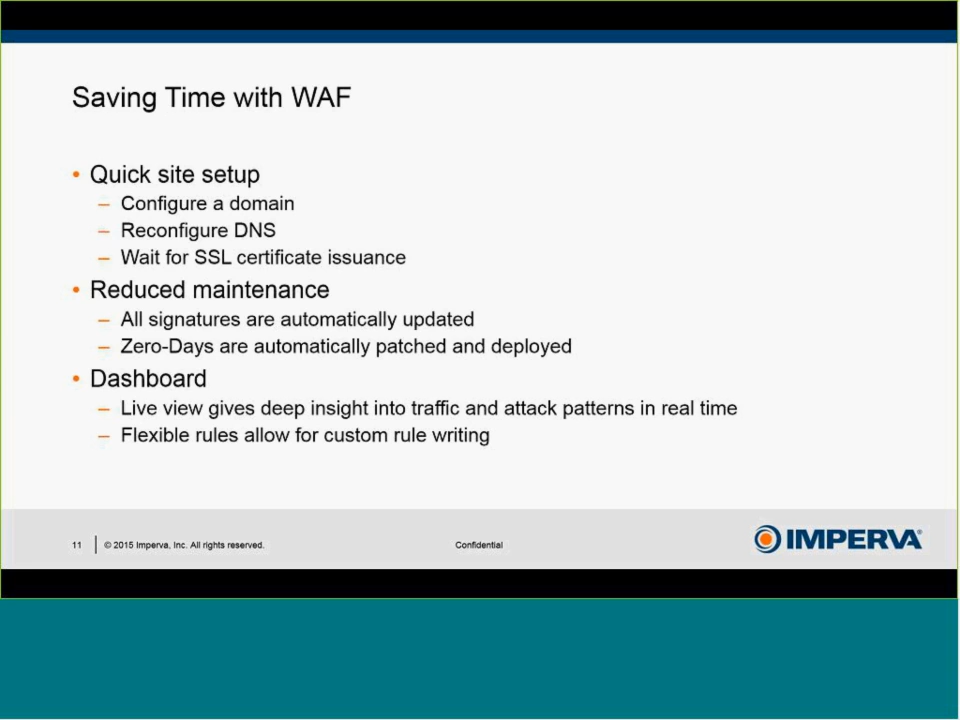 Saving Time with WAF
• Quick site setup
– Configure a domain
– Reconfigure DNS
– Wait for SSL certificate issuance
• Reduced maintenance
– All signatures are automatically updated
– Zero-Days are automatically patched and deployed
• Dashboard
– Live view gives deep insight into traffic and attack patterns in real time
– Flexible rules allow for custom rule writing
11 | © 2015 Imperva, Inc. All rights reserved.
Confidential
IMPERVA